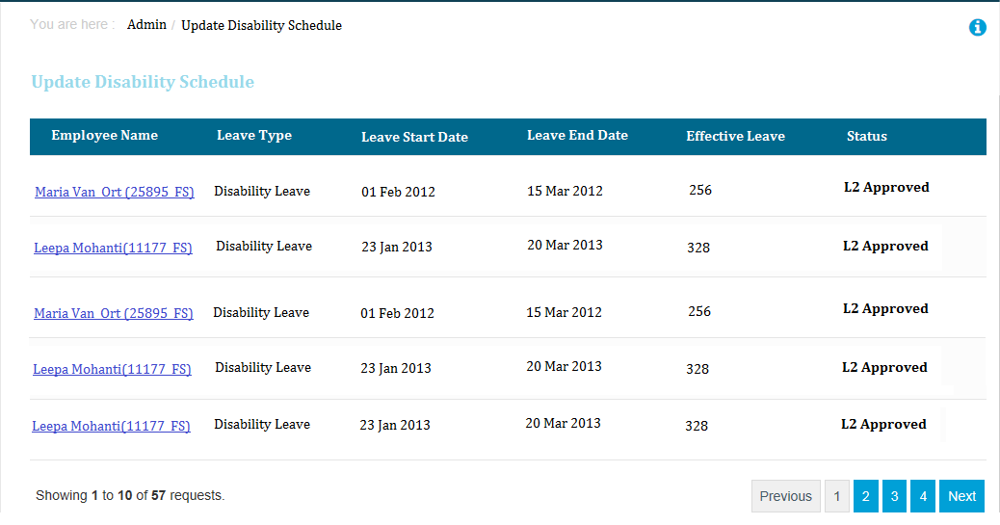 You are here : Admin / Update Disability Schedule
Update Disability Schedule
Employee Name Leave Type Leave Start Date Leave End Date Effective Leave Status
Maria Van_Ort (25895_FS) Disability Leave 01 Feb 2012 15 Mar 2012 256 L2 Approved
Leepa Mohanti(11177_FS) Disability Leave 23 Jan 2013 20 Mar 2013 328 L2 Approved
Maria Van_Ort (25895_FS) Disability Leave 01 Feb 2012 15 Mar 2012 256 L2 Approved
Leepa Mohanti(11177_FS) Disability Leave 23 Jan 2013 20 Mar 2013 328 L2 Approved
Leepa Mohanti(11177_FS) Disability Leave 23 Jan 2013 20 Mar 2013 328 L2 Approved
Showing 1 to 10 of 57 requests. Previous 1 2 3 4 Next